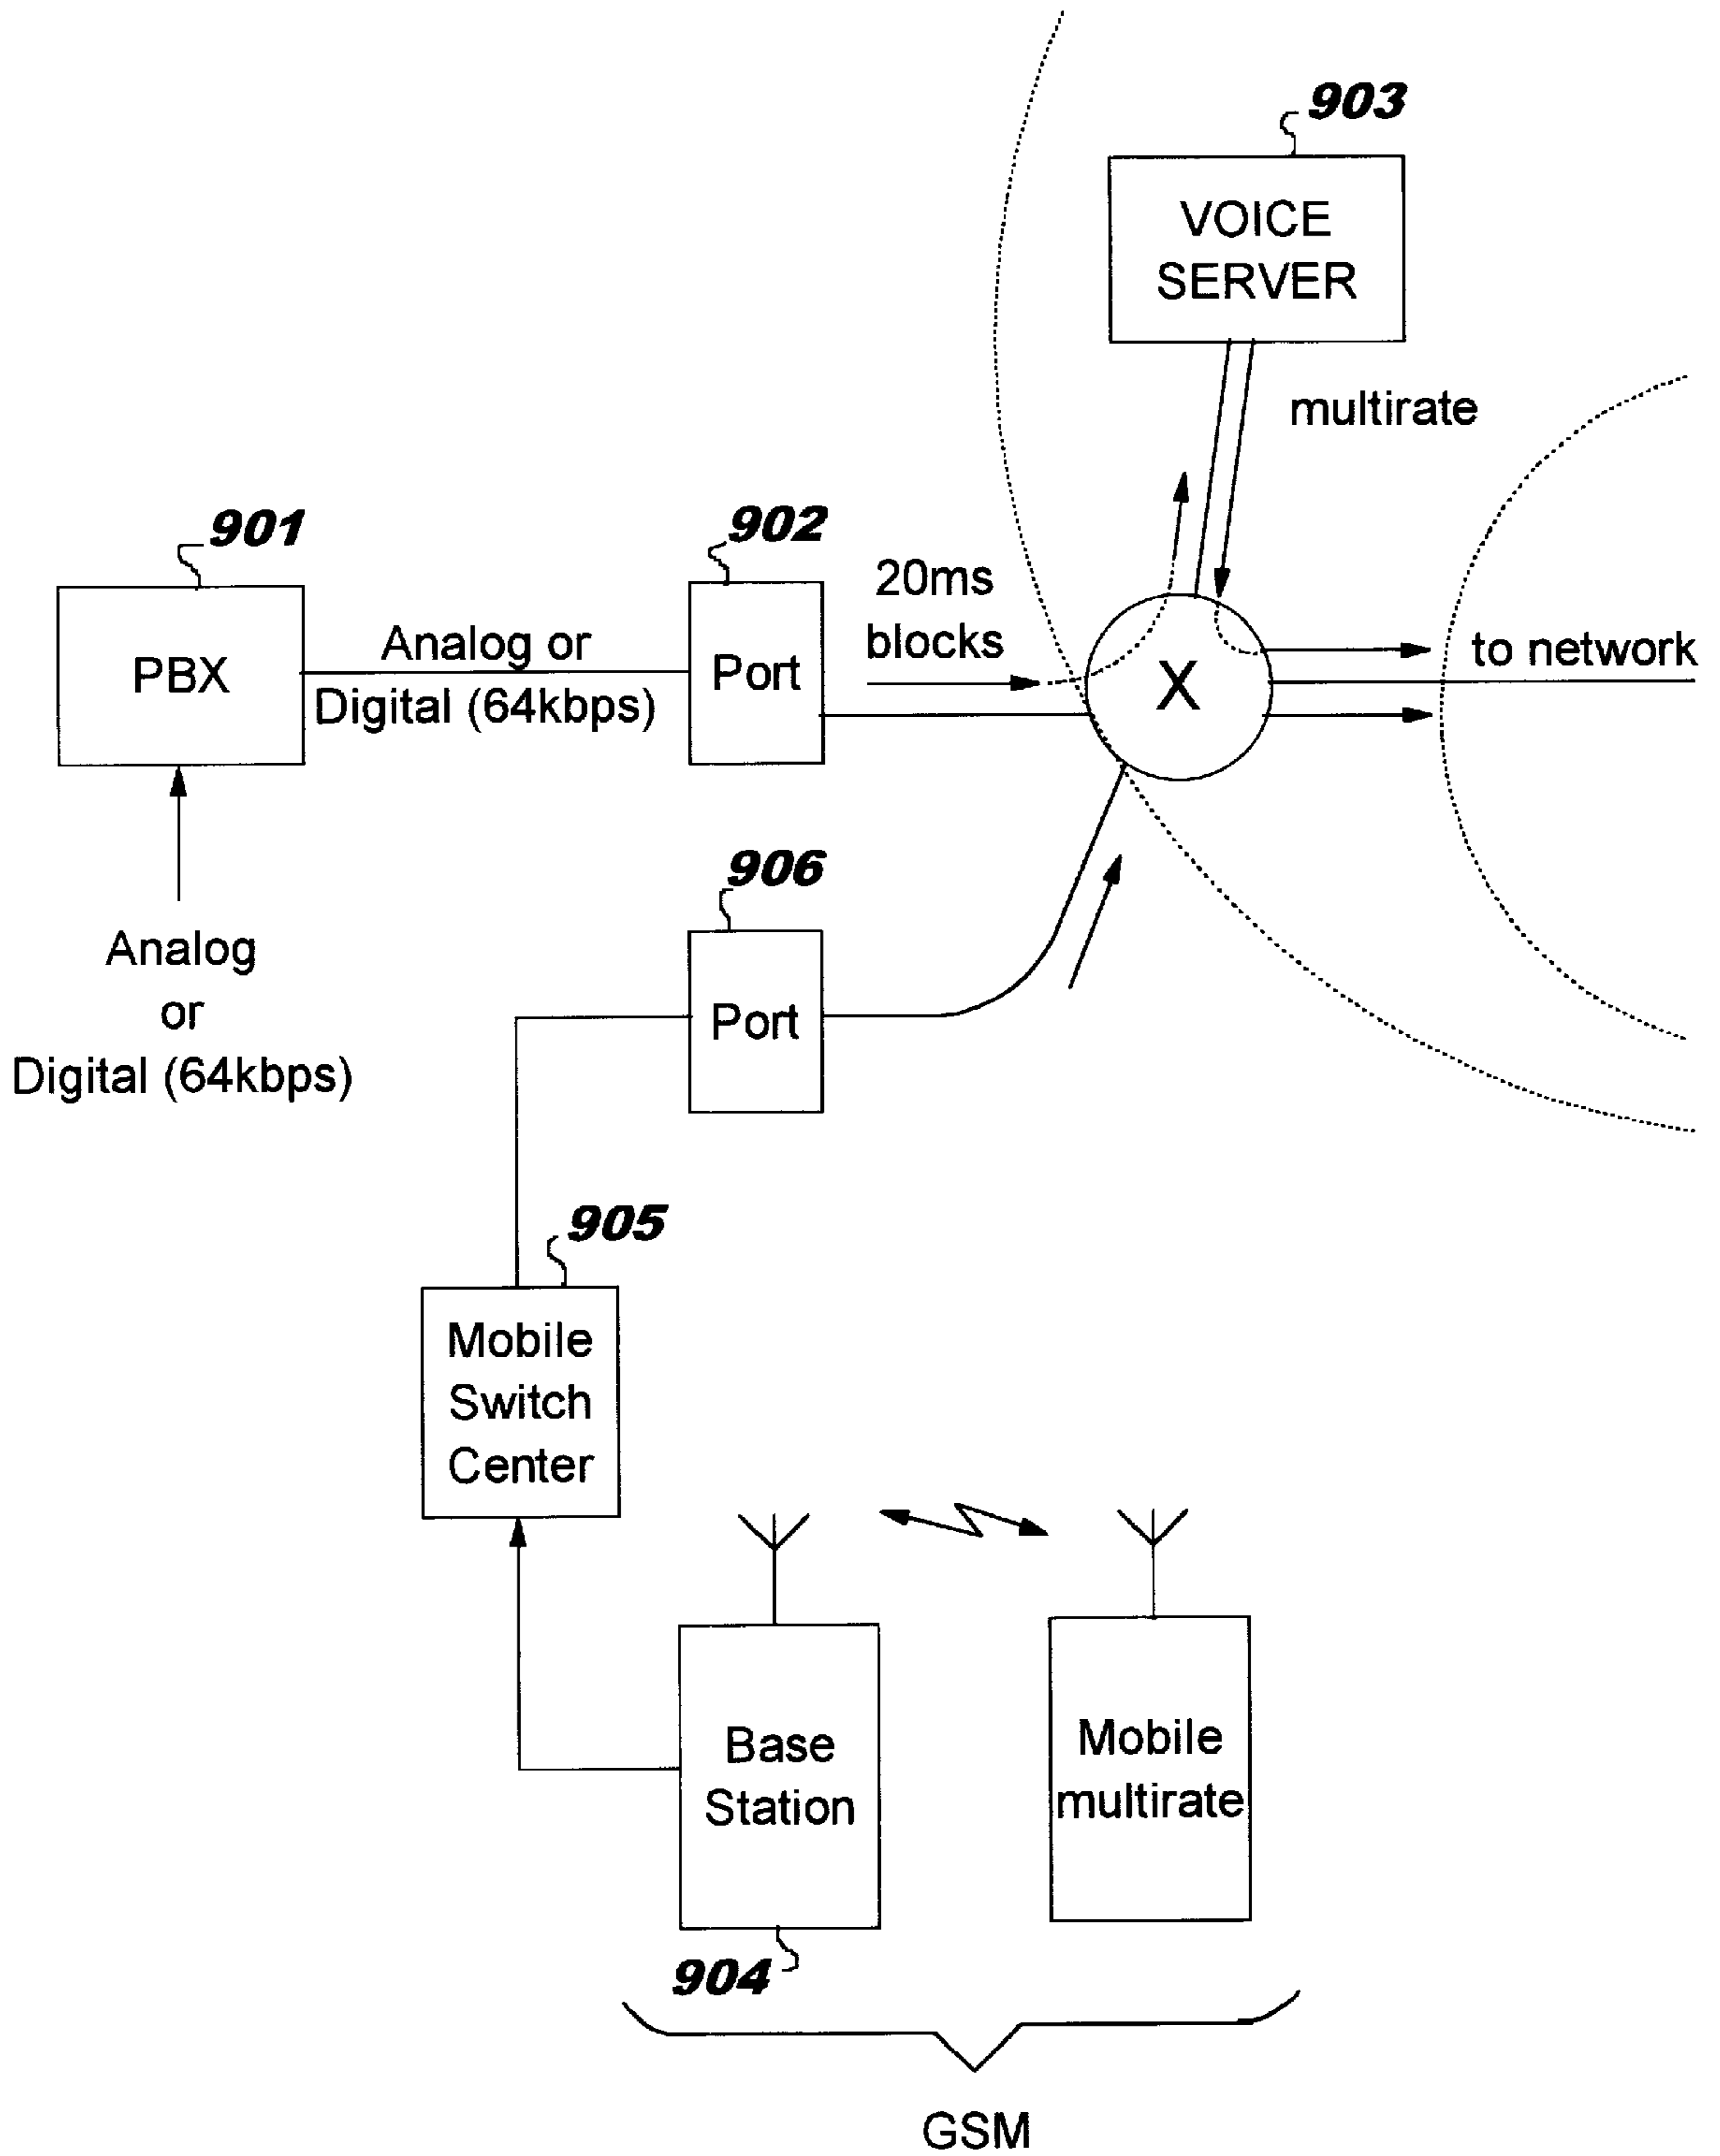 903
VOICE
SERVER
multirate
901
902
20ms
blocks
PBX
Analog or
Digital (64kbps)
Port
X
to network
906
Analog
or
Digital (64kbps)
Port
905
Mobile
Switch
Center
Base
Station
Mobile
multirate
904
GSM